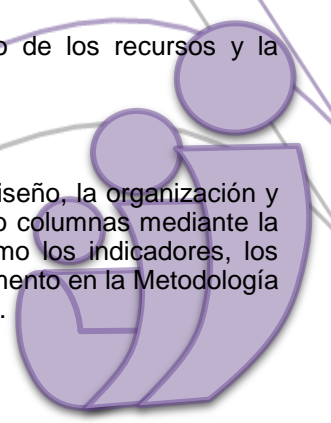 o de los recursos y la
iseño, la organización y
o columnas mediante la
mo los indicadores, los
mento en la Metodología
.